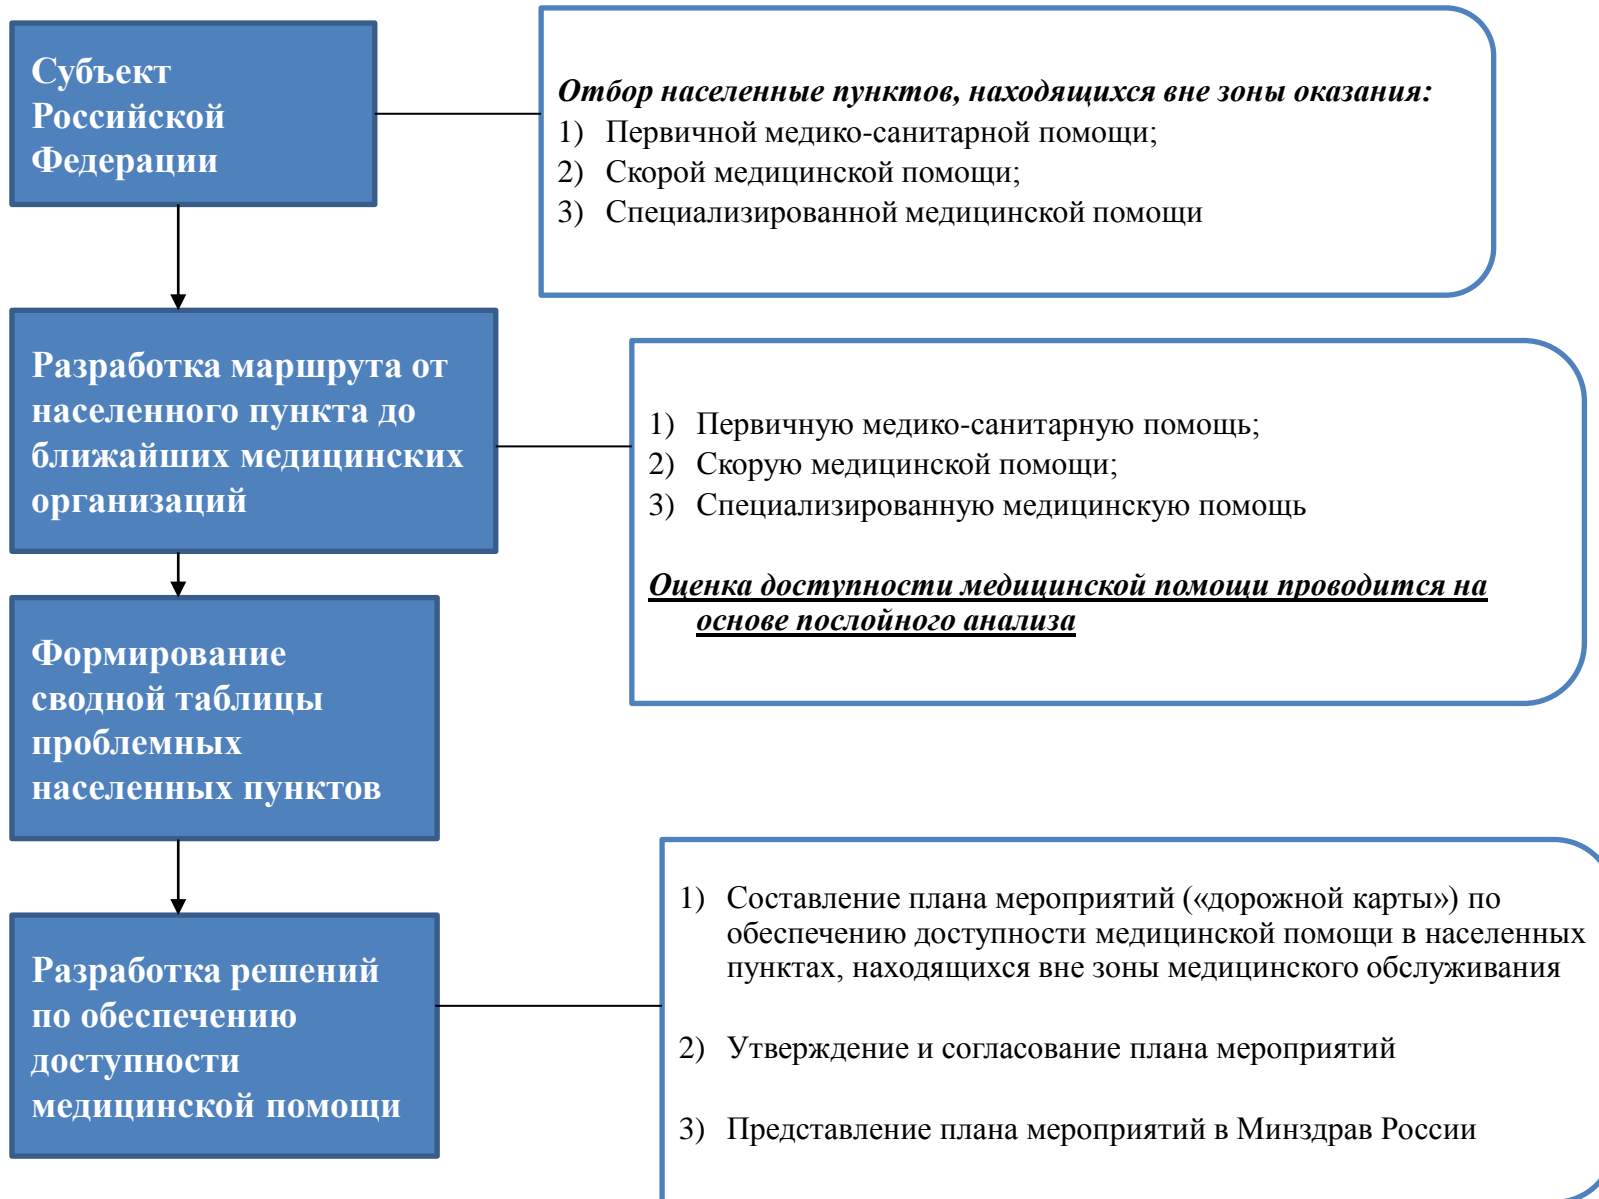 Субъект
Российской
Федерации
Отбор населенные пунктов, находящихся вне зоны оказания:
1) Первичной медико-санитарной помощи;
2) Скорой медицинской помощи;
3) Специализированной медицинской помощи
Разработка маршрута от
населенного пункта до
ближайших медицинских
организаций
1) Первичную медико-санитарную помощь;
2) Скорую медицинской помощи;
3) Специализированную медицинскую помощь
Оценка доступности медицинской помощи проводится на
основе послойного анализа
Формирование
сводной таблицы
проблемных
населенных пунктов
Разработка решений
по обеспечению
доступности
медицинской помощи
1) Составление плана мероприятий («дорожной карты») по
обеспечению доступности медицинской помощи в населенных
пунктах, находящихся вне зоны медицинского обслуживания
2) Утверждение и согласование плана мероприятий
3) Представление плана мероприятий в Минздрав России